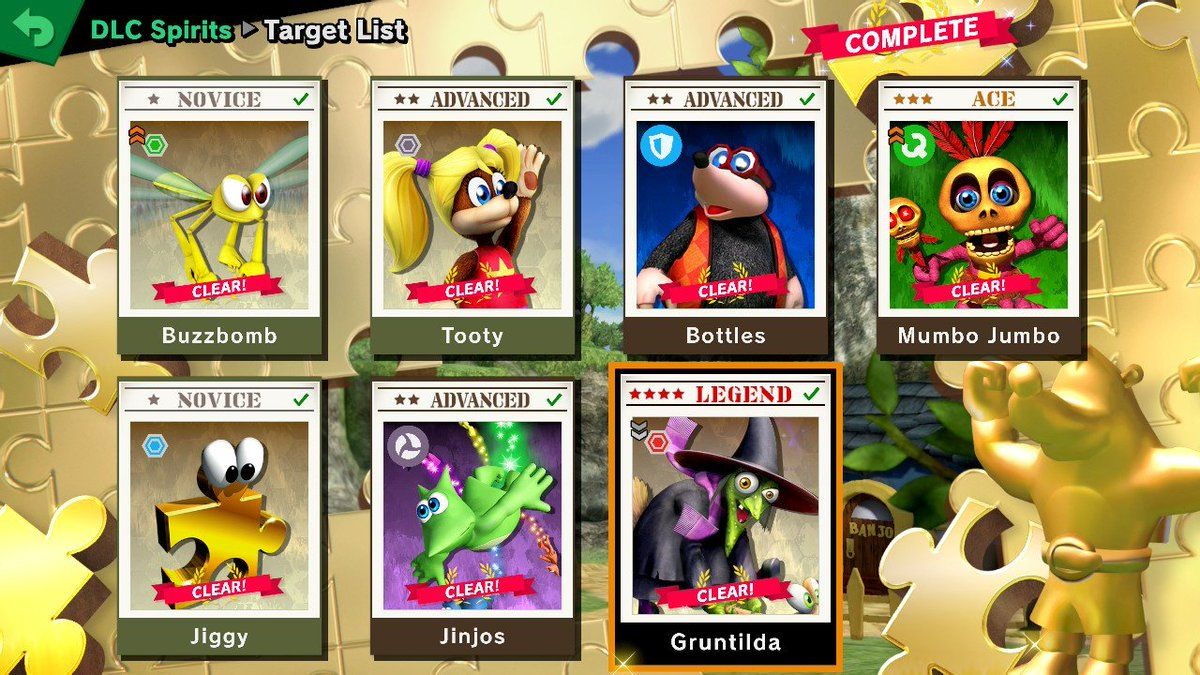 DLC Spirits ▶ Target List
COMPLETE
★ NOVICE ✓
★★ ADVANCED ✓
★★ ADVANCED ✓
★★★ ACE ✓
CLEAR!
CLEAR!
CLEAR!
CLEAR!
Buzzbomb
Tooty
Bottles
Mumbo Jumbo
★ NOVICE ✓
★★ ADVANCED ✓
★★★★ LEGEND ✓
BANJO
CLEAR!
CLEAR!
CLEAR!
Jiggy
Jinjos
Gruntilda